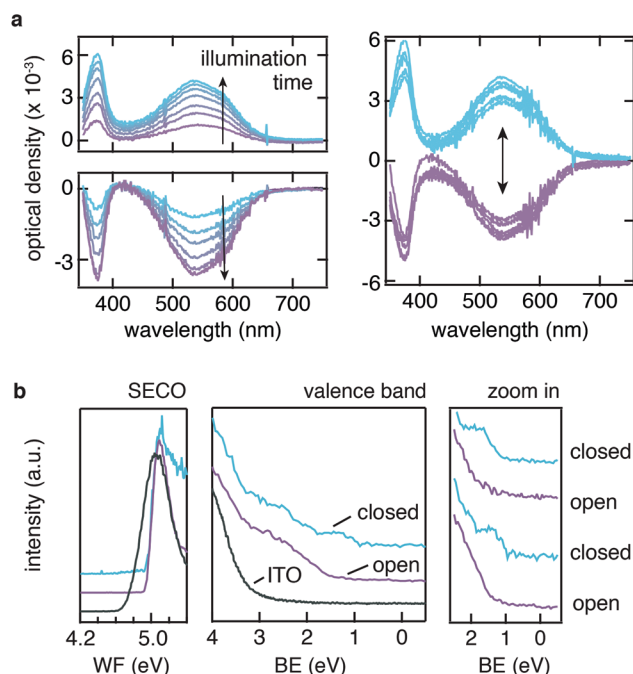 a
optical density (x 10⁻³)
6
3
0
illumination
time
0
-3
400 500 600 700
wavelength (nm)
6
3
0
-3
-6
400 500 600 700
wavelength (nm)
b
SECO
valence band
zoom in
intensity (a.u.)
closed
open
ITO
closed
open
closed
open
4.2 5.0
WF (eV)
4 3 2 1 0
BE (eV)
2 1 0
BE (eV)